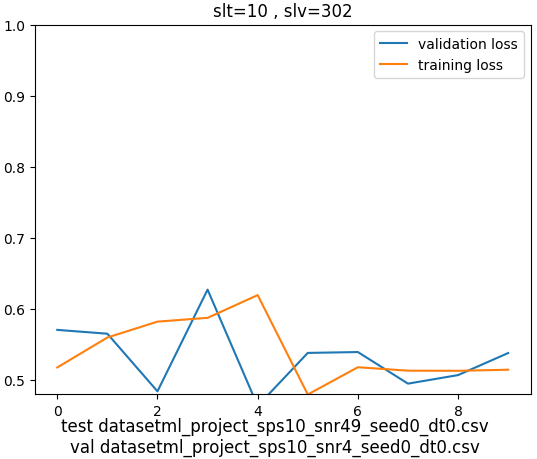 slt=10 , slv=302
validation loss
training loss
1.0
0.9
0.8
0.7
0.6
0.5
0 2 4 6 8
test datasetml_project_sps10_snr49_seed0_dt0.csv
val datasetml_project_sps10_snr4_seed0_dt0.csv